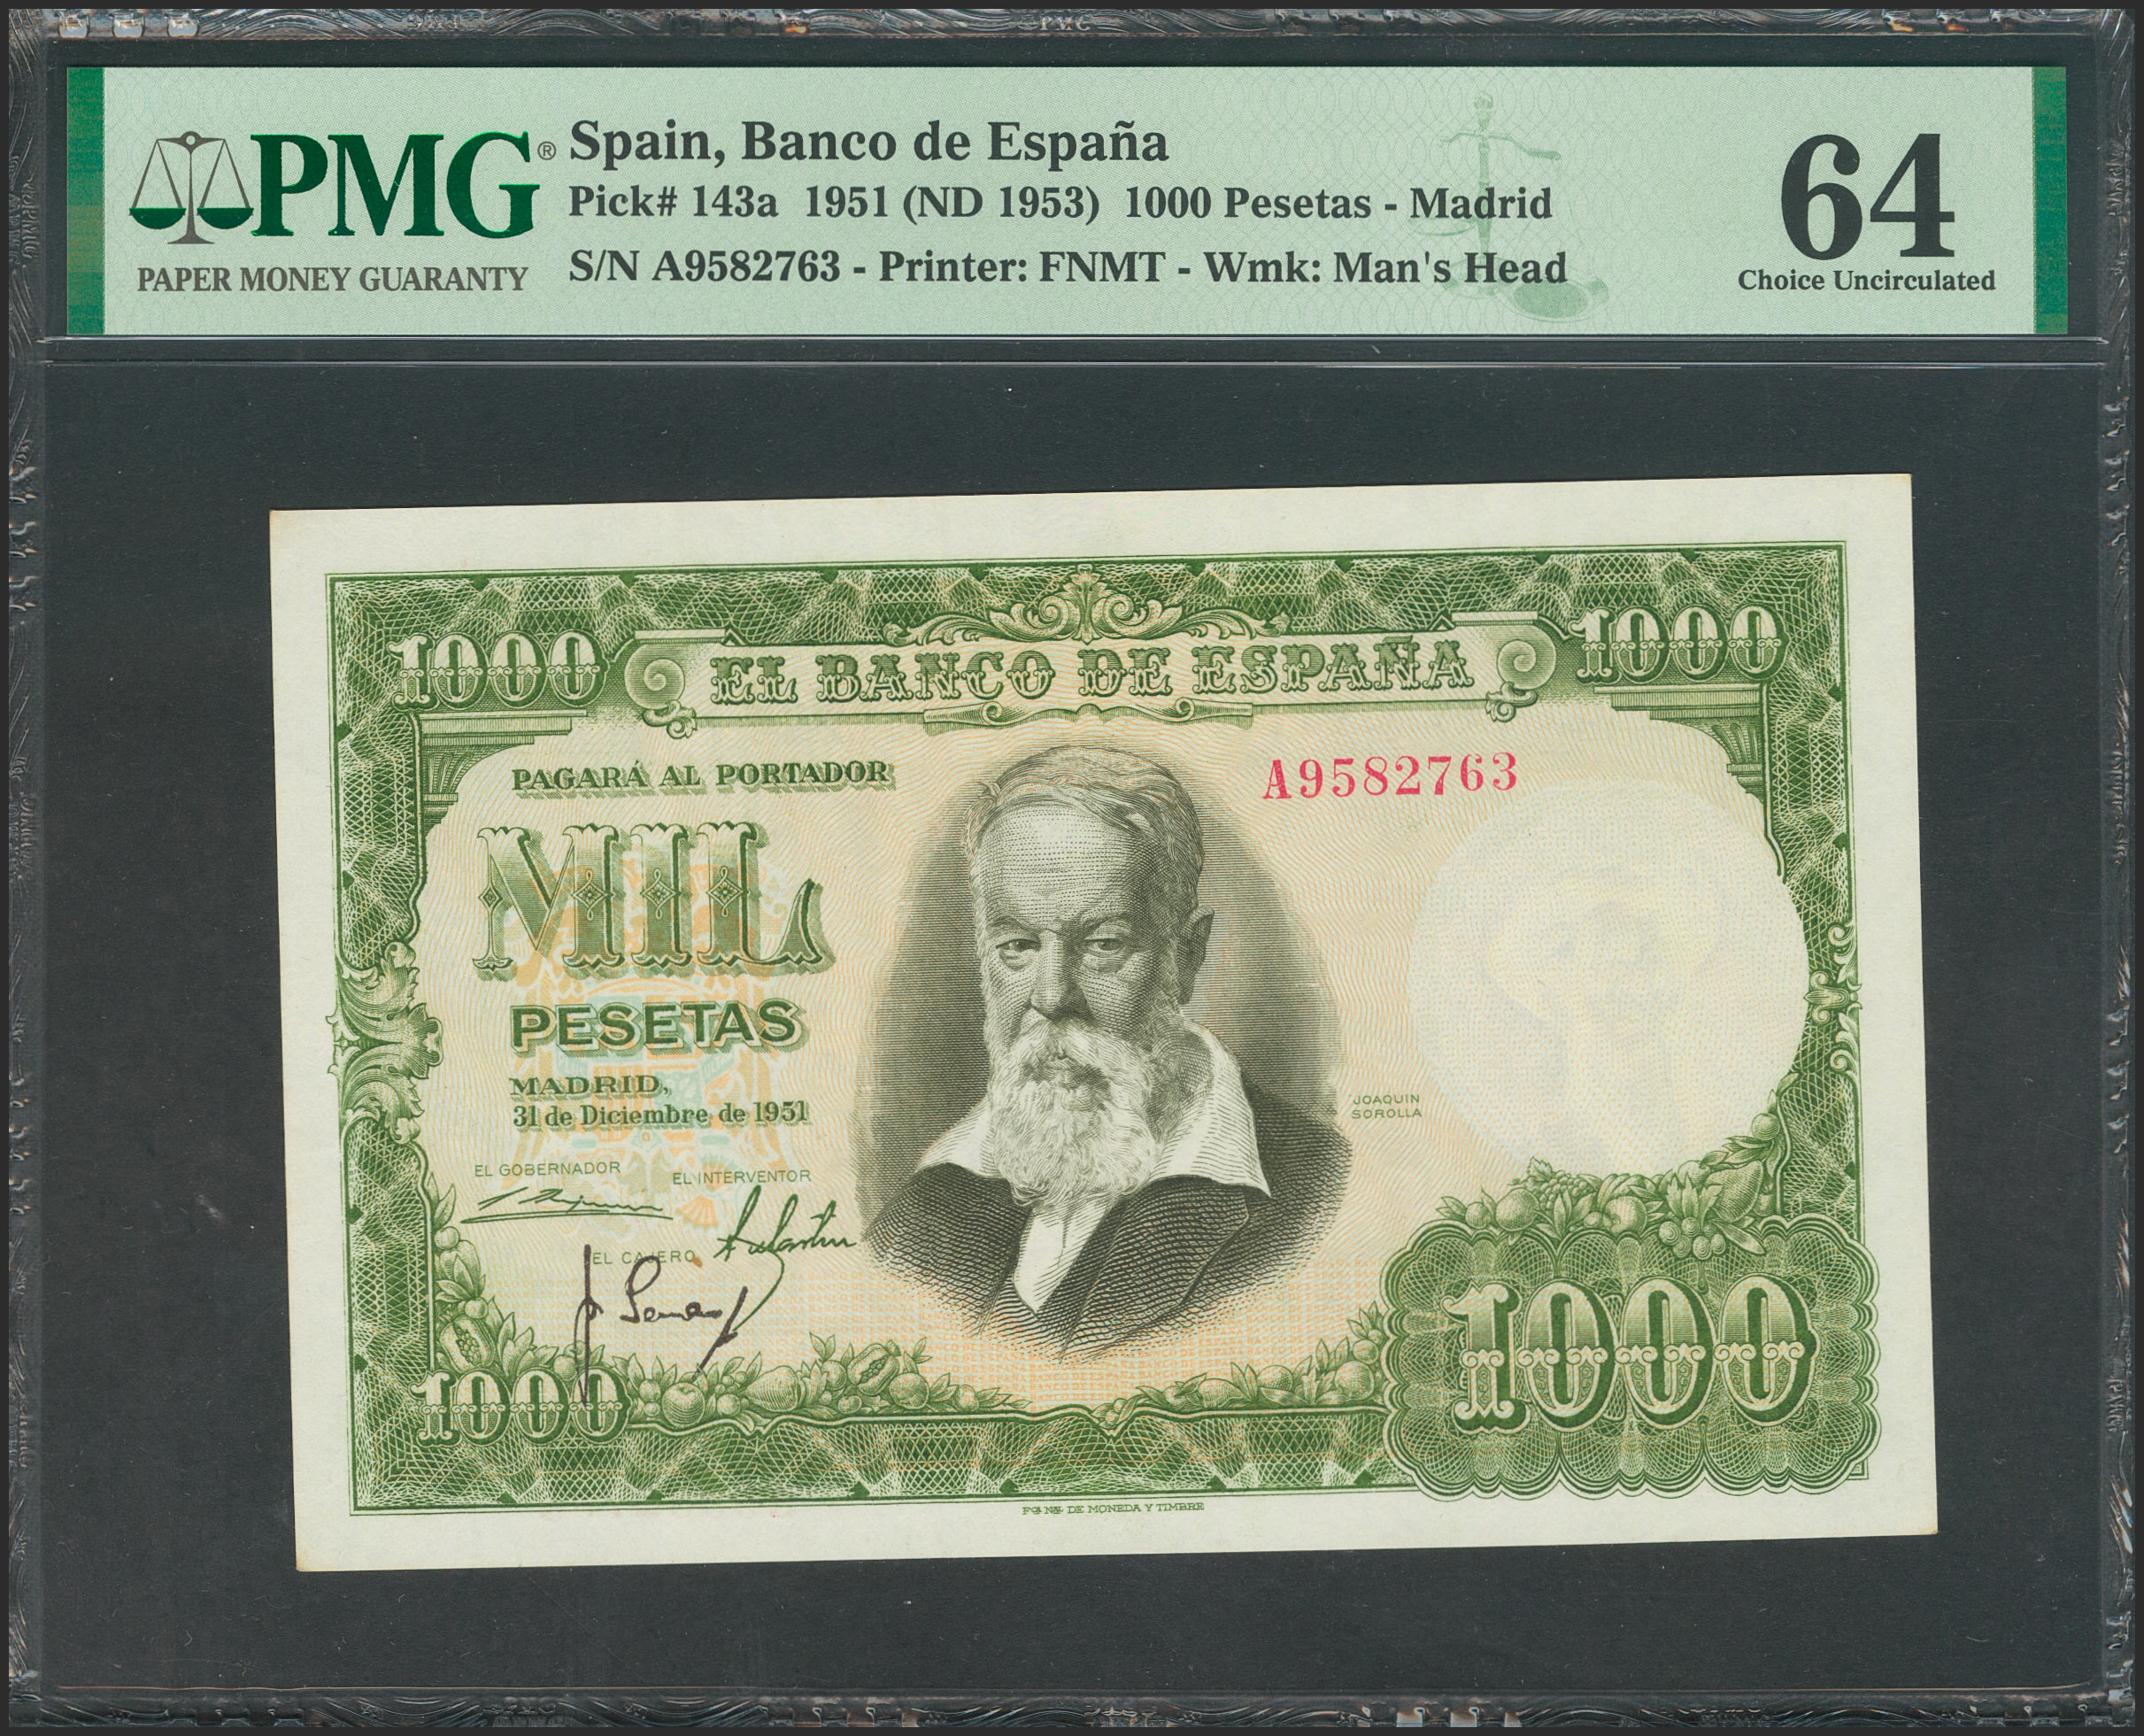 PMG
PMG®
PAPER MONEY GUARANTY
Spain, Banco de España
Pick# 143a 1951 (ND 1953) 1000 Pesetas - Madrid
S/N A9582763 - Printer: FNMT - Wmk: Man's Head
64
Choice Uncirculated
1000
EL BANCO DE ESPAÑA
1000
PAGARÁ AL PORTADOR
A9582763
MIL
PESETAS
MADRID,
31 de Diciembre de 1951
JOAQUIN
SOROLLA
EL GOBERNADOR
EL INTERVENTOR
EL CAJERO
1000
1000
FCA NAL DE MONEDA Y TIMBRE